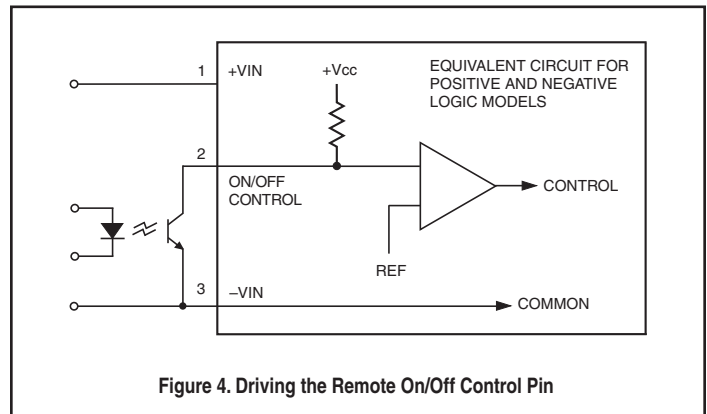 EQUIVALENT CIRCUIT FOR
POSITIVE AND NEGATIVE
LOGIC MODELS
1 +VIN
+Vcc
2
ON/OFF
CONTROL
CONTROL
REF
3 –VIN
COMMON
Figure 4. Driving the Remote On/Off Control Pin